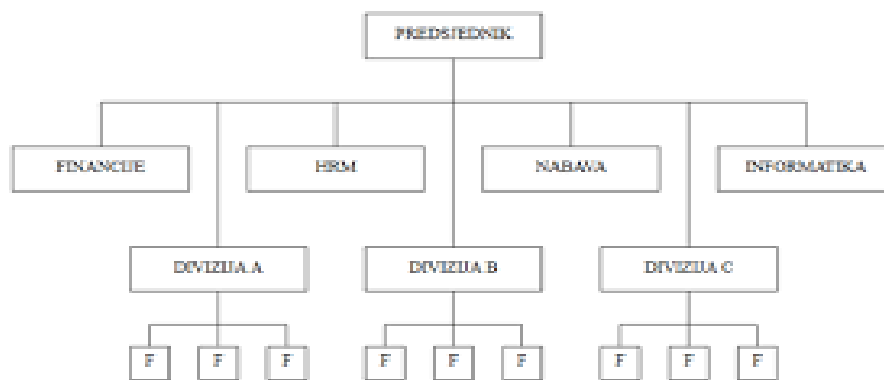 PREDSJEDNIK
FINANCIJE
HRM
NABAVA
INFORMATIKA
DIVIZIJA A
DIVIZIJA B
DIVIZIJA C
F
F
F
F
F
F
F
F
F